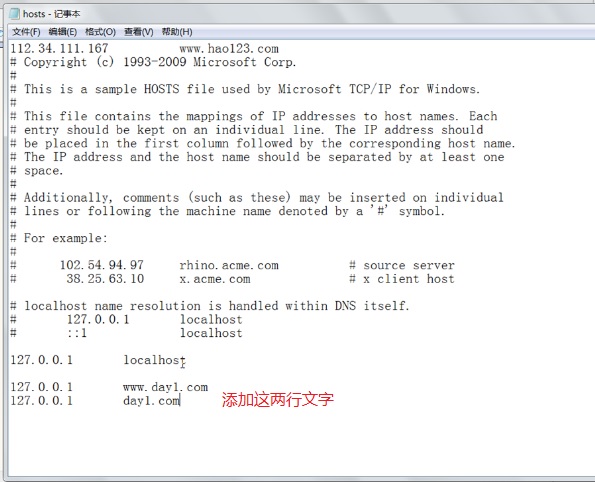 hosts - 记事本
文件(F) 编辑(E) 格式(O) 查看(V) 帮助(H)
112.34.111.167 www.hao123.com
# Copyright (c) 1993-2009 Microsoft Corp.
#
# This is a sample HOSTS file used by Microsoft TCP/IP for Windows.
#
# This file contains the mappings of IP addresses to host names. Each
# entry should be kept on an individual line. The IP address should
# be placed in the first column followed by the corresponding host name.
# The IP address and the host name should be separated by at least one
# space.
#
# Additionally, comments (such as these) may be inserted on individual
# lines or following the machine name denoted by a '#' symbol.
#
# For example:
#
# 102.54.94.97 rhino.acme.com # source server
# 38.25.63.10 x.acme.com # x client host

# localhost name resolution is handled within DNS itself.
# 127.0.0.1 localhost
# ::1 localhost

127.0.0.1 localhost

127.0.0.1 www.day1.com
127.0.0.1 day1.com 添加这两行文字